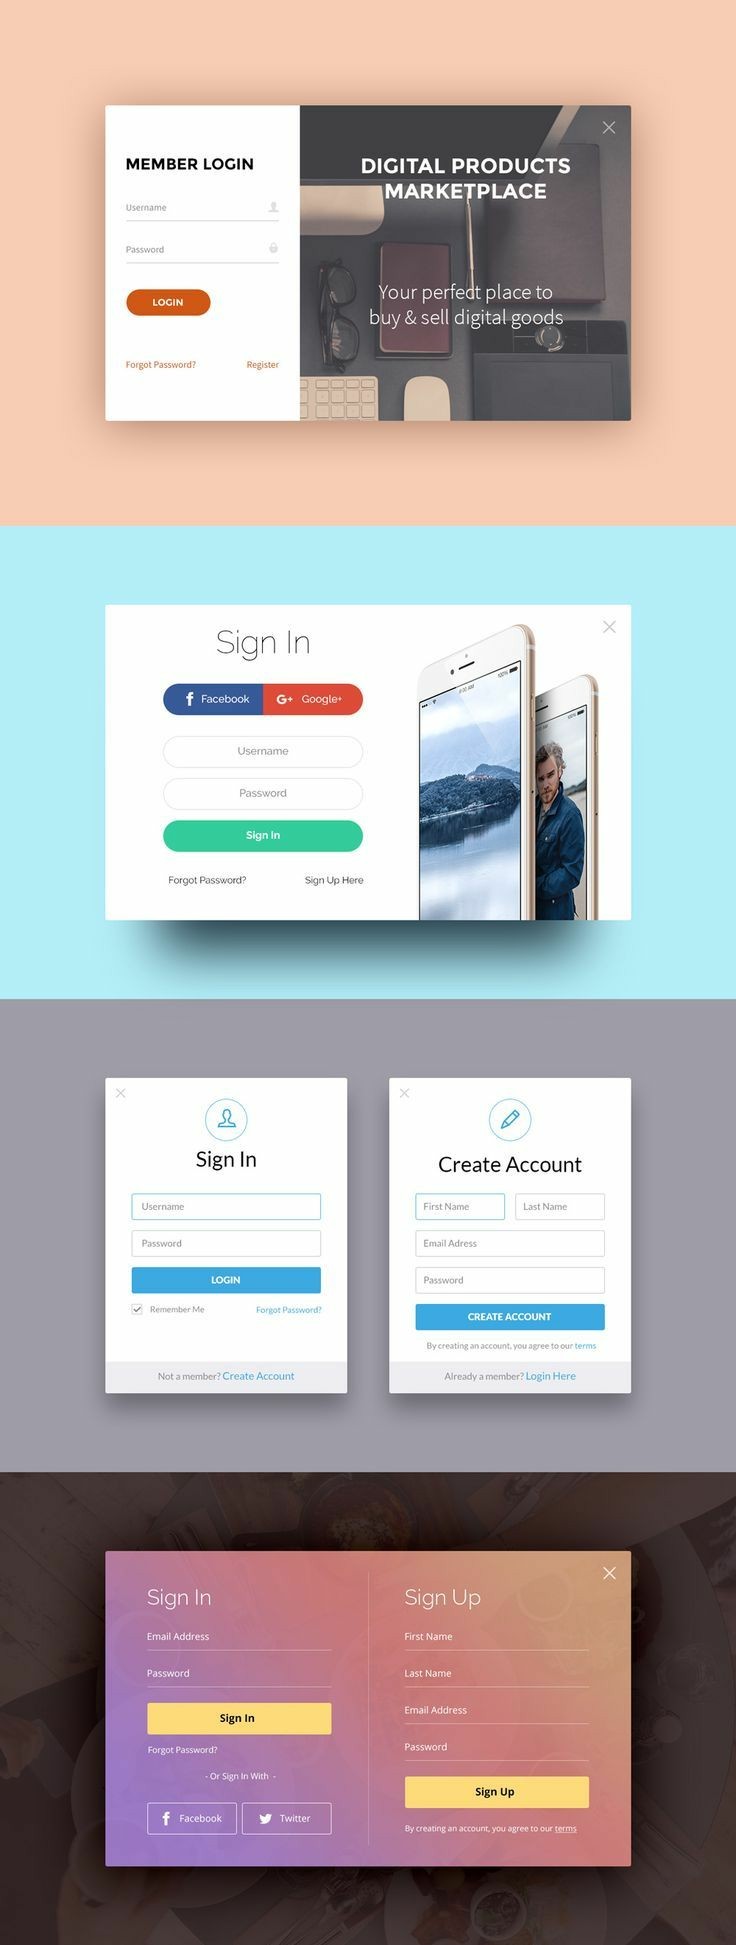 MEMBER LOGIN
Username
Password
LOGIN
Forgot Password? Register
DIGITAL PRODUCTS
MARKETPLACE
Your perfect place to
buy & sell digital goods
Sign In
Facebook Google+
Username
Password
Sign In
Forgot Password? Sign Up Here
9:00 AM 100%
100%
Sign In
Username
Password
LOGIN
Remember Me Forgot Password?
Not a member? Create Account
Create Account
First Name Last Name
Email Adress
Password
CREATE ACCOUNT
By creating an account, you agree to our terms
Already a member? Login Here
Sign In
Email Address
Password
Sign In
Forgot Password?
- Or Sign In With -
Facebook Twitter
Sign Up
First Name
Last Name
Email Address
Password
Sign Up
By creating an account, you agree to our terms